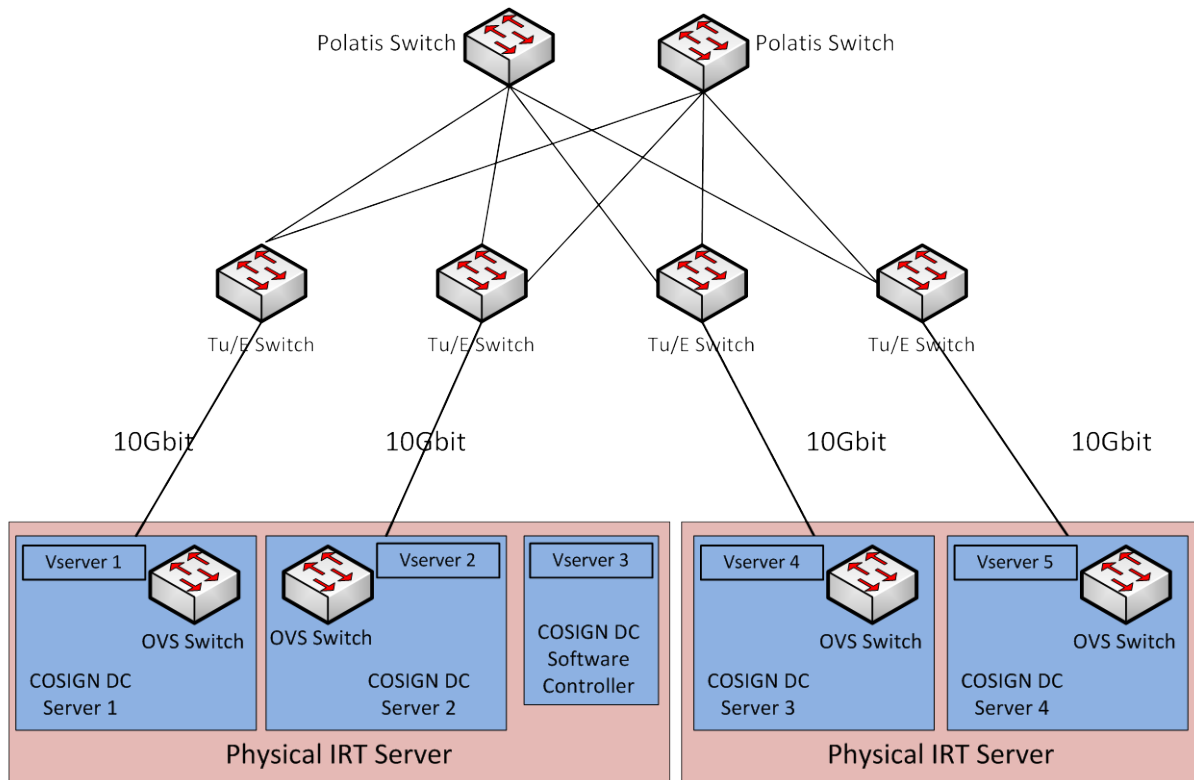 Polatis Switch
Polatis Switch
Tu/E Switch
Tu/E Switch
Tu/E Switch
Tu/E Switch
10Gbit
10Gbit
10Gbit
10Gbit
Vserver 1
OVS Switch
COSIGN DC
Server 1
Vserver 2
OVS Switch
COSIGN DC
Server 2
Vserver 3
COSIGN DC
Software
Controller
Physical IRT Server
Vserver 4
OVS Switch
COSIGN DC
Server 3
Vserver 5
OVS Switch
COSIGN DC
Server 4
Physical IRT Server